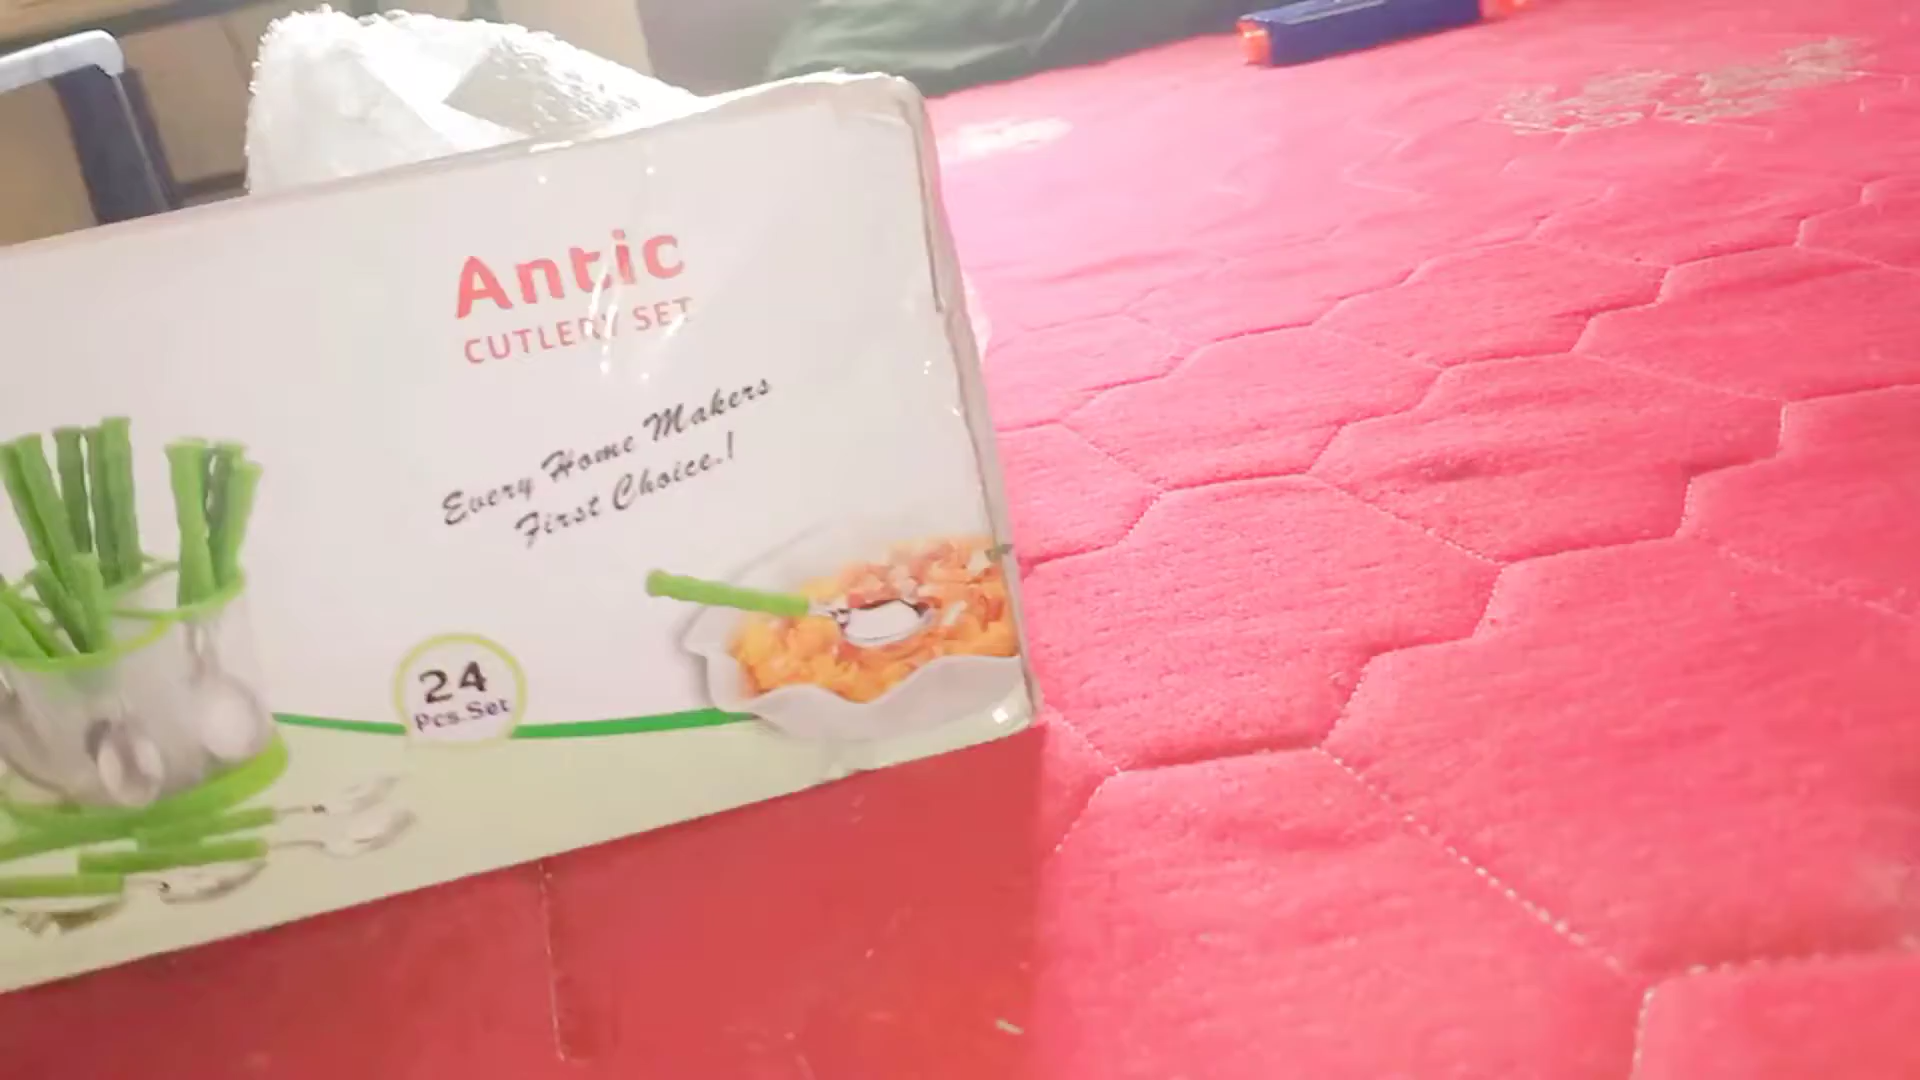 Antic
CUTLERY SET
Every Home Makers
First Choice.!
24
Pcs.Set